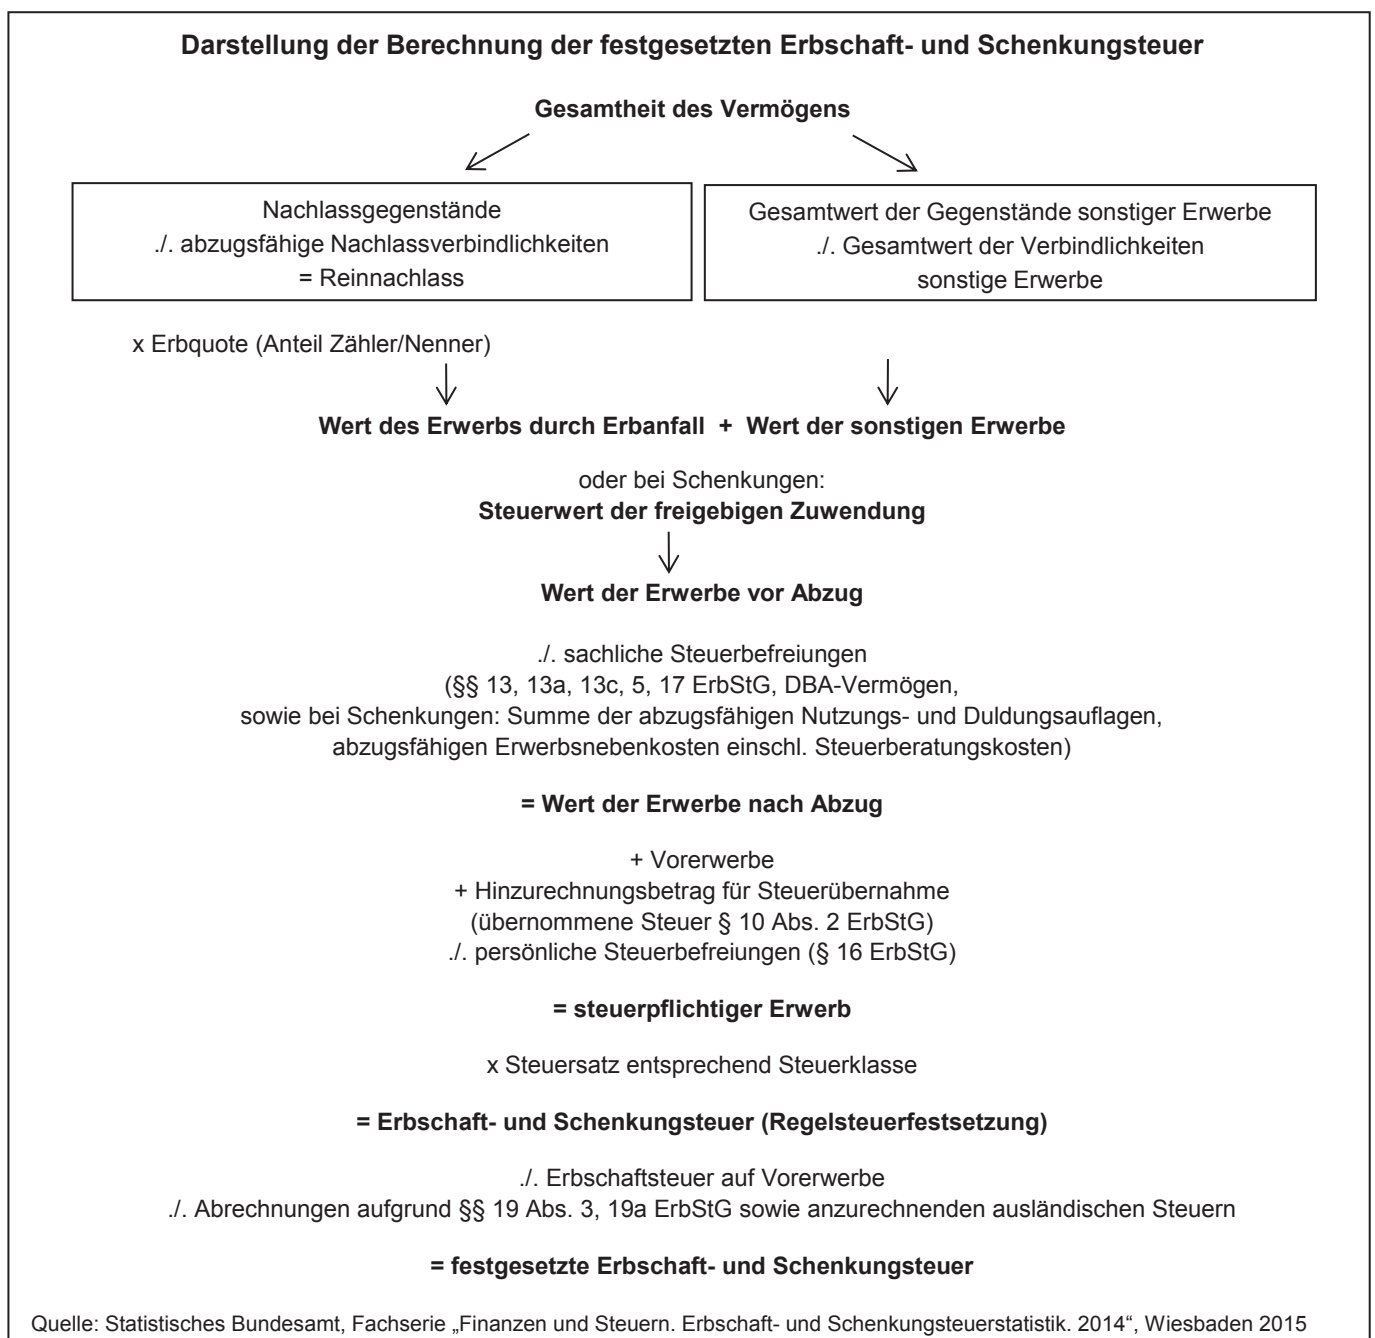 Darstellung der Berechnung der festgesetzten Erbschaft- und Schenkungsteuer
Gesamtheit des Vermögens
Nachlassgegenstände
./. abzugsfähige Nachlassverbindlichkeiten
= Reinnachlass
Gesamtwert der Gegenstände sonstiger Erwerbe
./. Gesamtwert der Verbindlichkeiten
sonstige Erwerbe
x Erbquote (Anteil Zähler/Nenner)
Wert des Erwerbs durch Erbanfall + Wert der sonstigen Erwerbe
oder bei Schenkungen:
Steuerwert der freigebigen Zuwendung
Wert der Erwerbe vor Abzug
./. sachliche Steuerbefreiungen
(§§ 13, 13a, 13c, 5, 17 ErbStG, DBA-Vermögen,
sowie bei Schenkungen: Summe der abzugsfähigen Nutzungs- und Duldungsauflagen,
abzugsfähigen Erwerbsnebenkosten einschl. Steuerberatungskosten)
= Wert der Erwerbe nach Abzug
+ Vorerwerbe
+ Hinzurechnungsbetrag für Steuerübernahme
(übernommene Steuer § 10 Abs. 2 ErbStG)
./. persönliche Steuerbefreiungen (§ 16 ErbStG)
= steuerpflichtiger Erwerb
x Steuersatz entsprechend Steuerklasse
= Erbschaft- und Schenkungsteuer (Regelsteuerfestsetzung)
./. Erbschaftsteuer auf Vorerwerbe
./. Abrechnungen aufgrund §§ 19 Abs. 3, 19a ErbStG sowie anzurechnenden ausländischen Steuern
= festgesetzte Erbschaft- und Schenkungsteuer
Quelle: Statistisches Bundesamt, Fachserie „Finanzen und Steuern. Erbschaft- und Schenkungsteuerstatistik. 2014“, Wiesbaden 2015